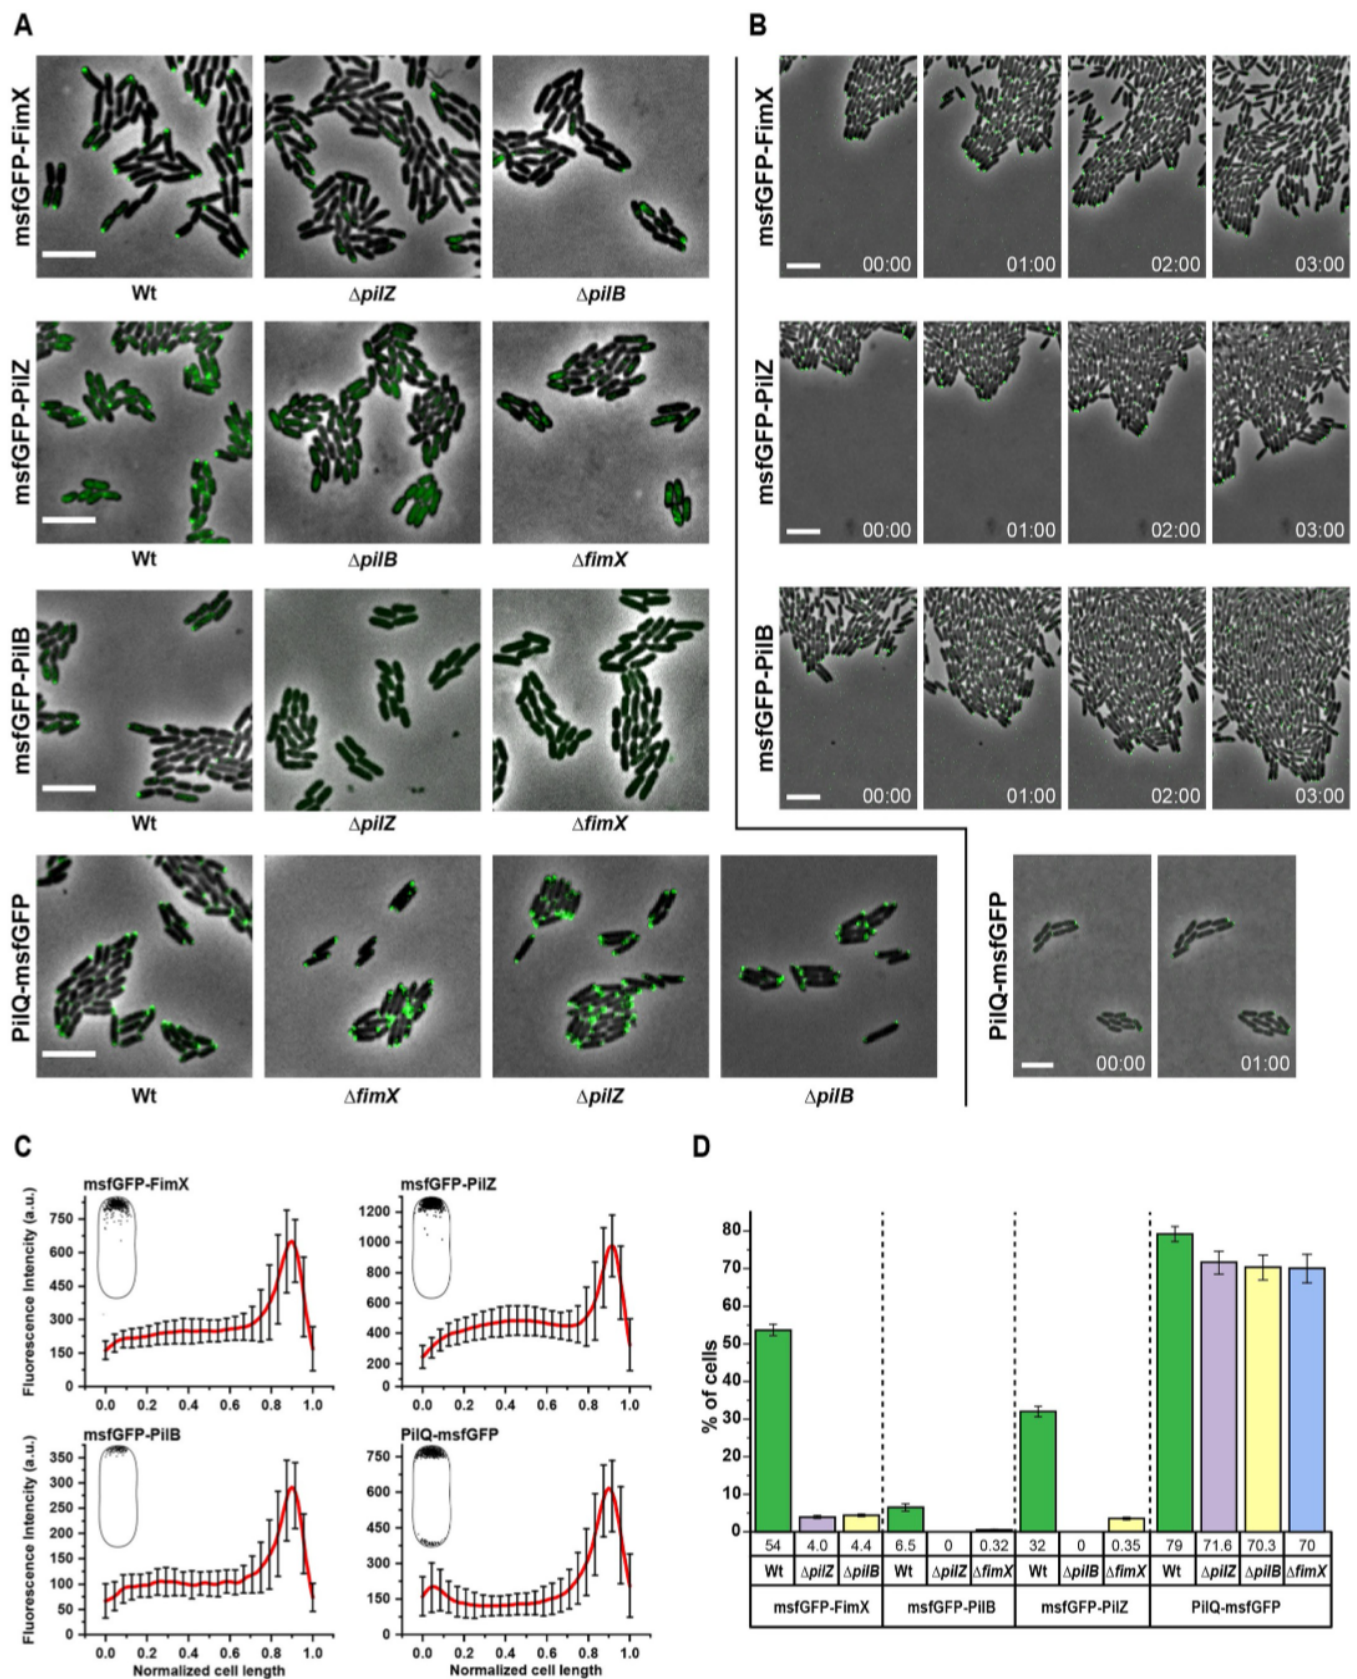 A
B
msfGFP-FimX
Wt
ΔpilZ
ΔpilB
msfGFP-FimX
00:00
01:00
02:00
03:00
msfGFP-PilZ
Wt
ΔpilB
ΔfimX
msfGFP-PilZ
00:00
01:00
02:00
03:00
msfGFP-PilB
Wt
ΔpilZ
ΔfimX
msfGFP-PilB
00:00
01:00
02:00
03:00
PilQ-msfGFP
Wt
ΔfimX
ΔpilZ
ΔpilB
PilQ-msfGFP
00:00
01:00
C
msfGFP-FimX
Fluorescence Intencity (a.u.)
750
600
450
300
150
0
0.0 0.2 0.4 0.6 0.8 1.0
msfGFP-PilZ
1200
1000
800
600
400
200
0
0.0 0.2 0.4 0.6 0.8 1.0
msfGFP-PilB
Fluorescence Intencity (a.u.)
350
300
250
200
150
100
50
0
0.0 0.2 0.4 0.6 0.8 1.0
Normalized cell length
PilQ-msfGFP
750
600
450
300
150
0
0.0 0.2 0.4 0.6 0.8 1.0
Normalized cell length
D
% of cells
80
70
60
50
40
30
20
10
0
54 4.0 4.4 6.5 0 0.32 32 0 0.35 79 71.6 70.3 70
Wt ΔpilZ ΔpilB Wt ΔpilZ ΔfimX Wt ΔpilB ΔfimX Wt ΔpilZ ΔpilB ΔfimX
msfGFP-FimX msfGFP-PilB msfGFP-PilZ PilQ-msfGFP